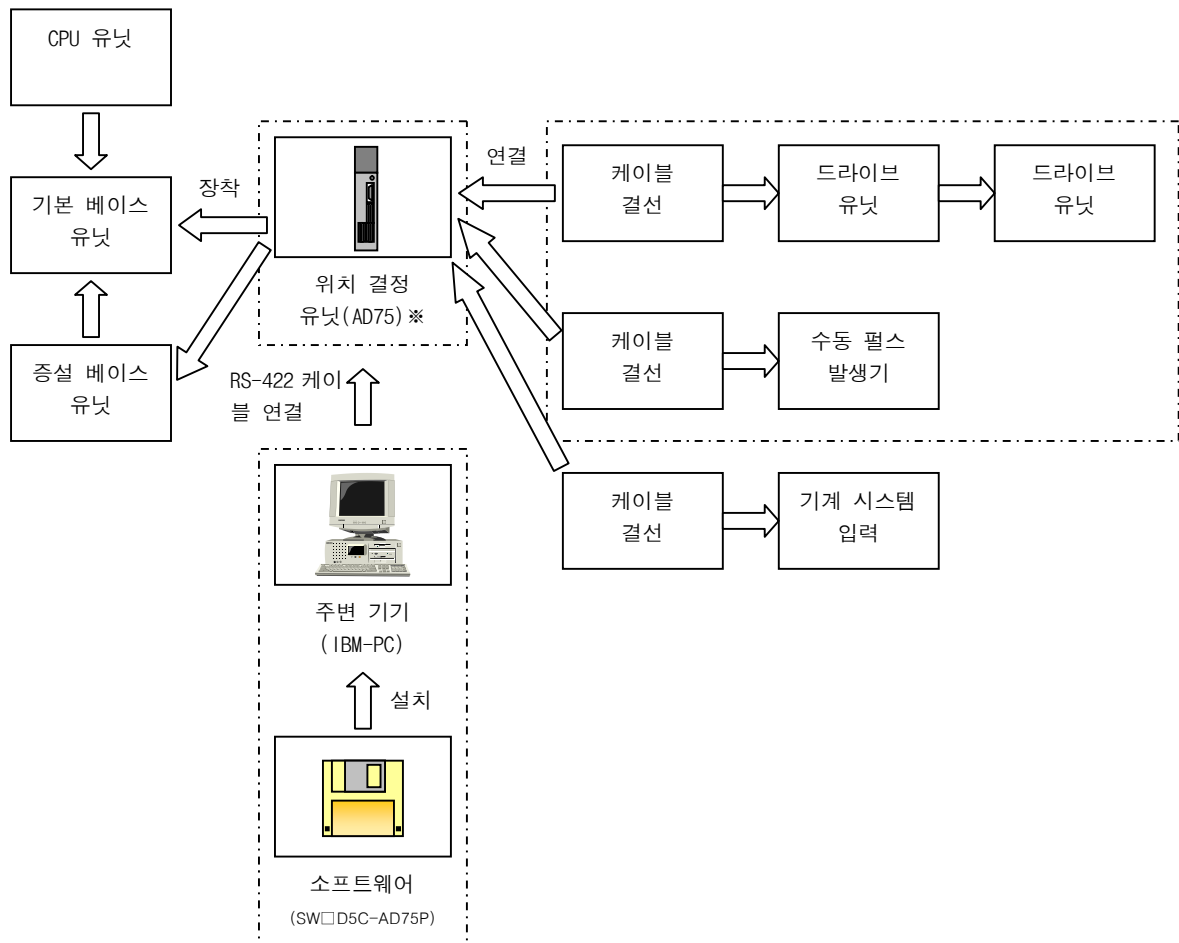 CPU 유닛
기본 베이스
유닛
증설 베이스
유닛
장착
위치 결정
유닛(AD75)※
연결
케이블
결선
드라이브
유닛
드라이브
유닛
케이블
결선
수동 펄스
발생기
케이블
결선
기계 시스템
입력
RS-422 케이
블 연결
주변 기기
(IBM-PC)
설치
소프트웨어
(SW□D5C-AD75P)